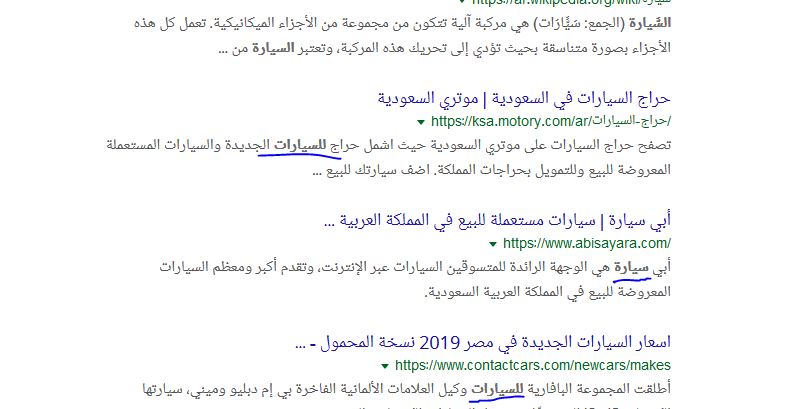 https://ar.wikipedia.org/wiki/سيارة
السَّيارة (الجمع: سَيَّارَات) هي مركبة آلية تتكون من مجموعة من الأجزاء الميكانيكية. تعمل كل هذه
الأجزاء بصورة متناسقة بحيث تؤدي إلى تحريك هذه المركبة، وتعتبر السيارة من ...
حراج السيارات في السعودية | موتري السعودية
https://ksa.motory.com/ar/حراج-السيارات/
تصفح حراج السيارات على موتري السعودية حيث اشمل حراج للسيارات الجديدة والسيارات المستعملة
المعروضة للبيع وللتمويل بحراجات المملكة. اضف سيارتك للبيع ...
أبي سيارة | سيارات مستعملة للبيع في المملكة العربية ...
https://www.abisayara.com/
أبي سيارة هي الوجهة الرائدة للمتسوقين السيارات عبر الإنترنت، وتقدم أكبر ومعظم السيارات
المعروضة للبيع في المملكة العربية السعودية.
اسعار السيارات الجديدة في مصر 2019 نسخة المحمول - ...
https://www.contactcars.com/newcars/makes
أطلقت المجموعة البافارية للسيارات وكيل العلامات الألمانية الفاخرة بي إم دبليو وميني، سيارتها